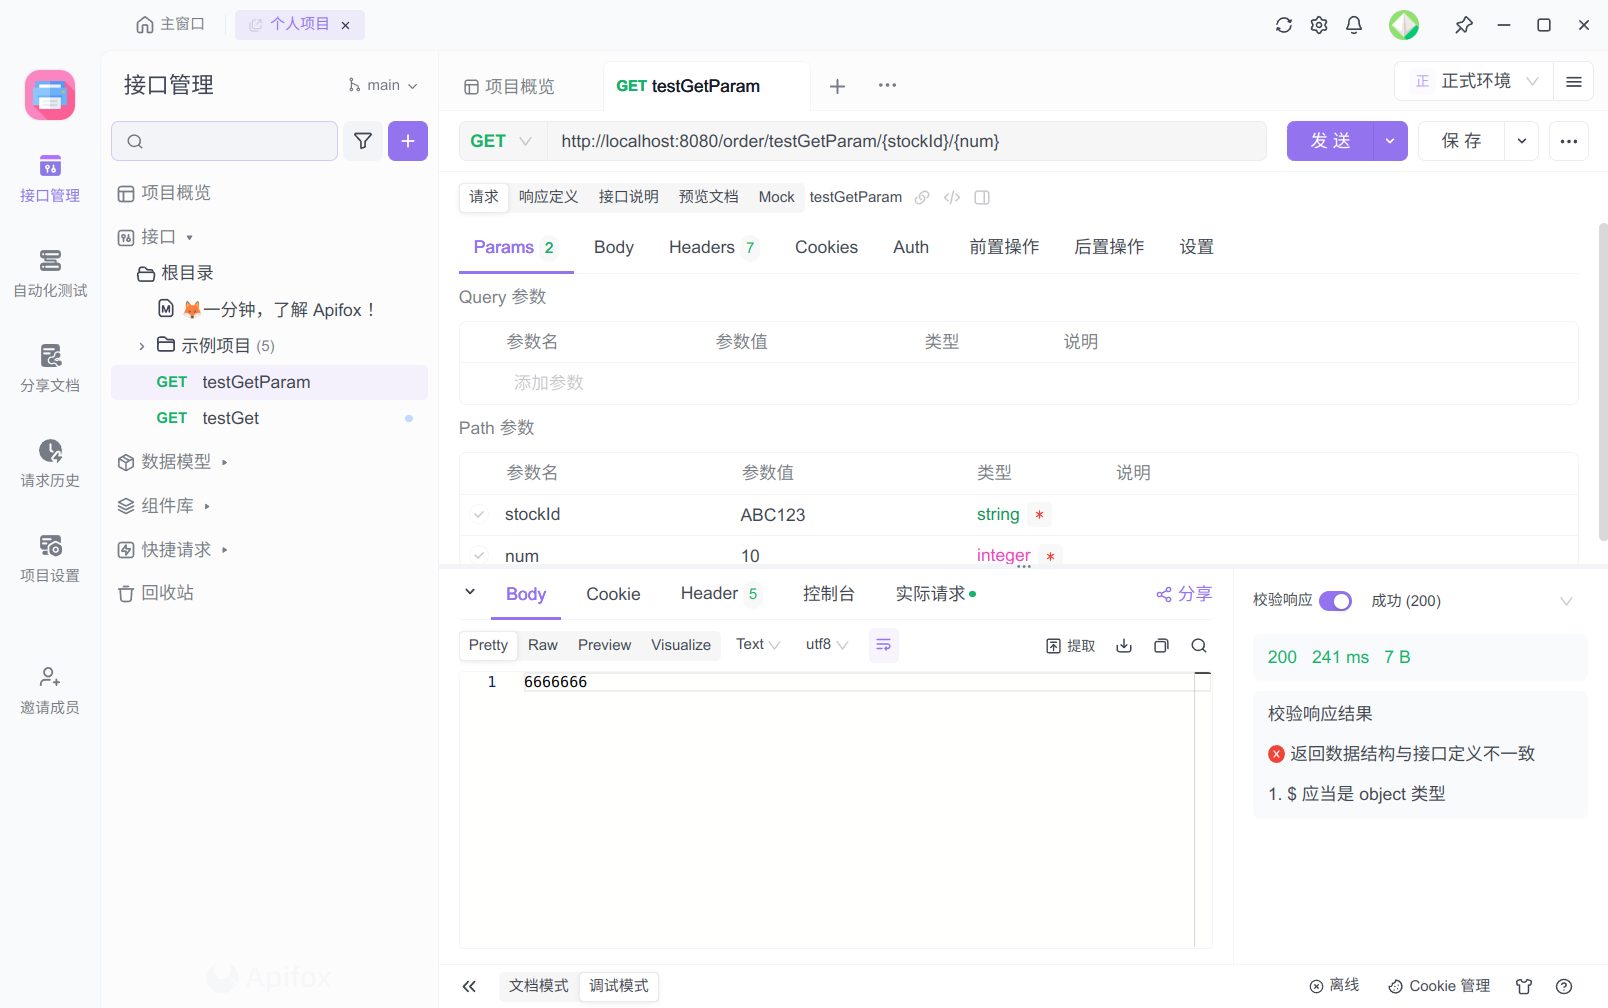 主窗口
个人项目
接口管理
main
项目概览
GET testGetParam
正 正式环境
接口管理
自动化测试
分享文档
请求历史
项目设置
邀请成员
项目概览
接口
根目录
一分钟，了解 Apifox！
示例项目 (5)
GET testGetParam
GET testGet
数据模型
组件库
快捷请求
回收站
Apifox
GET http://localhost:8080/order/testGetParam/{stockId}/{num}
发 送
保 存
请求 响应定义 接口说明 预览文档 Mock testGetParam
Params 2 Body Headers 7 Cookies Auth 前置操作 后置操作 设置
Query 参数
参数名 参数值 类型 说明
添加参数
Path 参数
参数名 参数值 类型 说明
stockId ABC123 string *
num 10 integer *
Body Cookie Header 5 控制台 实际请求 分享
Pretty Raw Preview Visualize Text utf8 提取
1 6666666
校验响应 成功 (200)
200 241 ms 7 B
校验响应结果
返回数据结构与接口定义不一致
1. $ 应当是 object 类型
文档模式 调试模式
离线 Cookie 管理